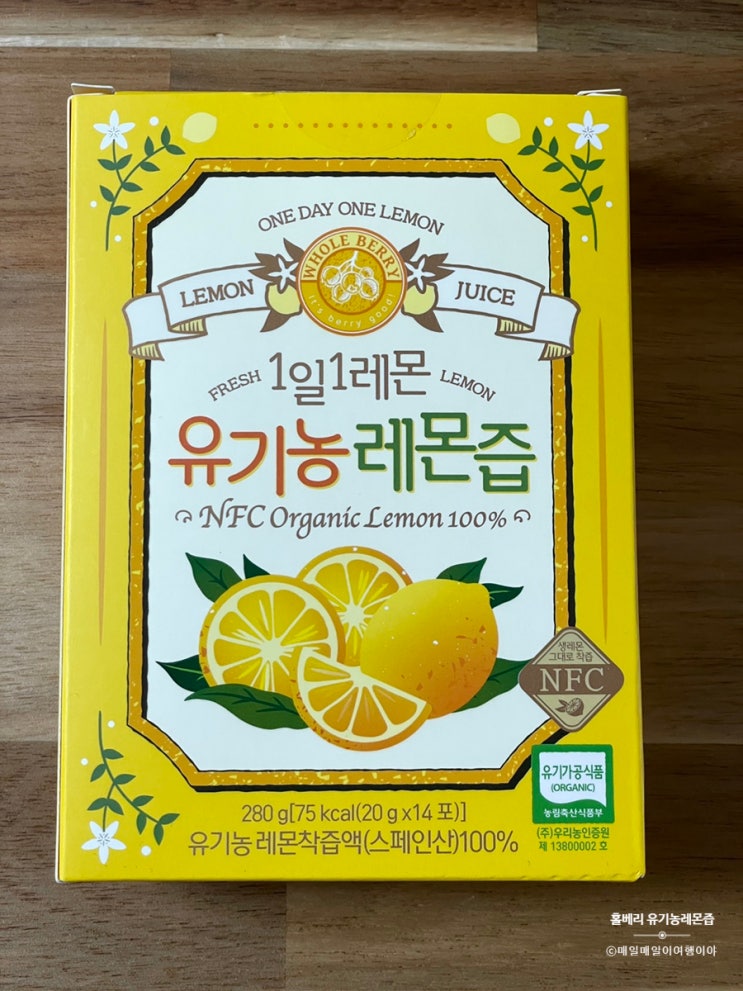 ONE DAY ONE LEMON
WHOLE BERRY
It's berry good!
LEMON JUICE
FRESH 1일1레몬 LEMON
유기농레몬즙
NFC Organic Lemon 100%
생레몬
그대로 착즙
NFC
유기가공식품
(ORGANIC)
농림축산식품부
(주)우리농인증원
제 13800002 호
280 g[75 kcal(20 g x 14 포)]
유기농 레몬착즙액(스페인산)100%
홀베리 유기농레몬즙
©매일매일이여행이야